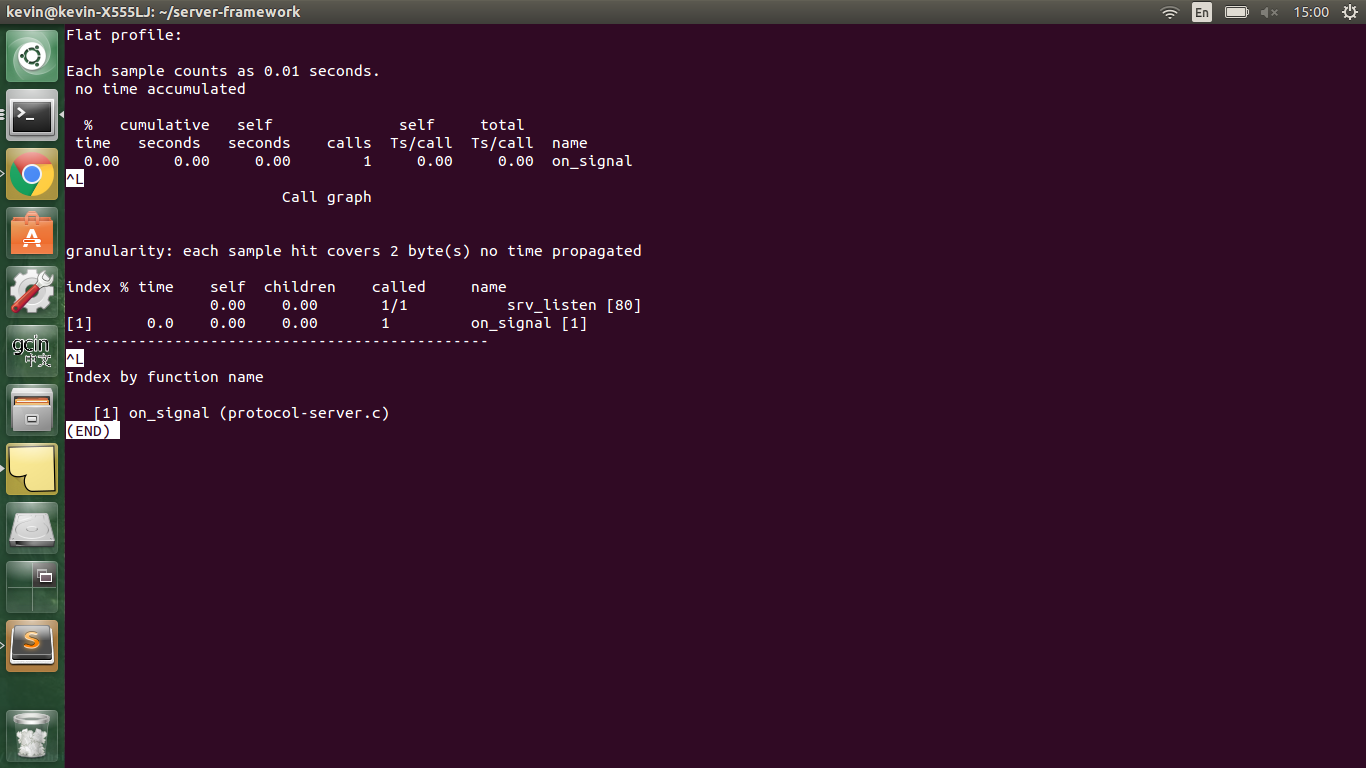 kevin@kevin-X555LJ: ~/server-framework
En
15:00
Flat profile:
Each sample counts as 0.01 seconds.
 no time accumulated
  %   cumulative   self              self     total
 time   seconds   seconds    calls  Ts/call  Ts/call  name
  0.00      0.00     0.00        1     0.00     0.00  on_signal
^L
                        Call graph
granularity: each sample hit covers 2 byte(s) no time propagated
index % time    self  children    called     name
                0.00    0.00       1/1           srv_listen [80]
[1]      0.0    0.00    0.00       1         on_signal [1]
-----------------------------------------------
^L
Index by function name
   [1] on_signal (protocol-server.c)
(END)
gcin
中文